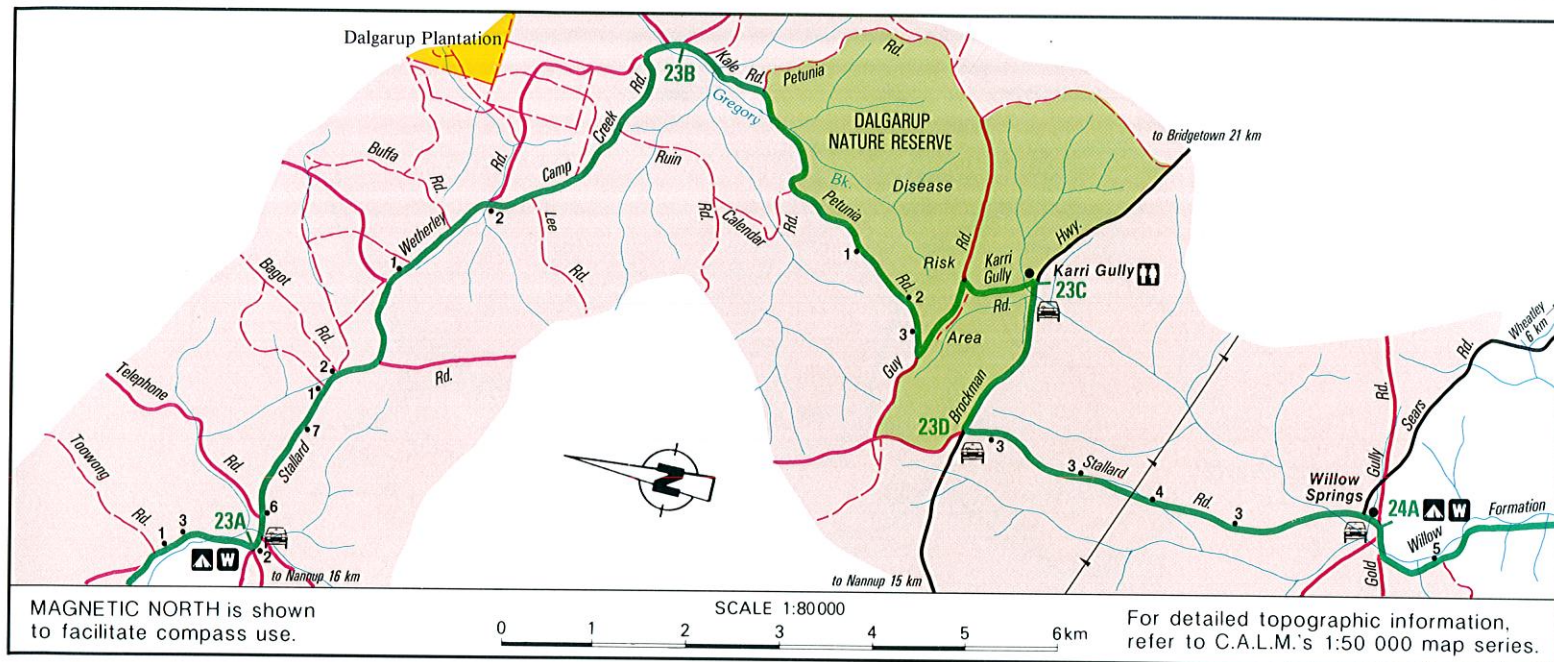 Dalgarup Plantation
23B
Kale
Rd.
Petunia
Rd.
Gregory
Bk.
DALGARUP
NATURE RESERVE
Disease
Risk
Area
to Bridgetown 21 km
Hwy.
Buffa
Rd.
Rd.
Camp
Creek
Rd.
Ruin
Rd.
Calendar
Rd.
Lee
Rd.
2
Wetherley
1
Rd.
Bagot
Rd.
2
1
7
Stallard
Telephone
Rd.
6
Toowong
Rd.
1
3
23A
W
2
to Nannup 16 km
Petunia
Rd.
1
2
3
Guy
Rd.
Karri
Gully
Rd.
Karri Gully
23C
Brockman
23D
3
Stallard
Rd.
3
4
3
to Nannup 15 km
N
Willow
Springs
Gully
Rd.
Sears
Rd.
Wheatley
6 km
24A
W
Formation
Willow
5
Gold
MAGNETIC NORTH is shown
to facilitate compass use.
SCALE 1:80000
0 1 2 3 4 5 6km
For detailed topographic information,
refer to C.A.L.M.'s 1:50 000 map series.